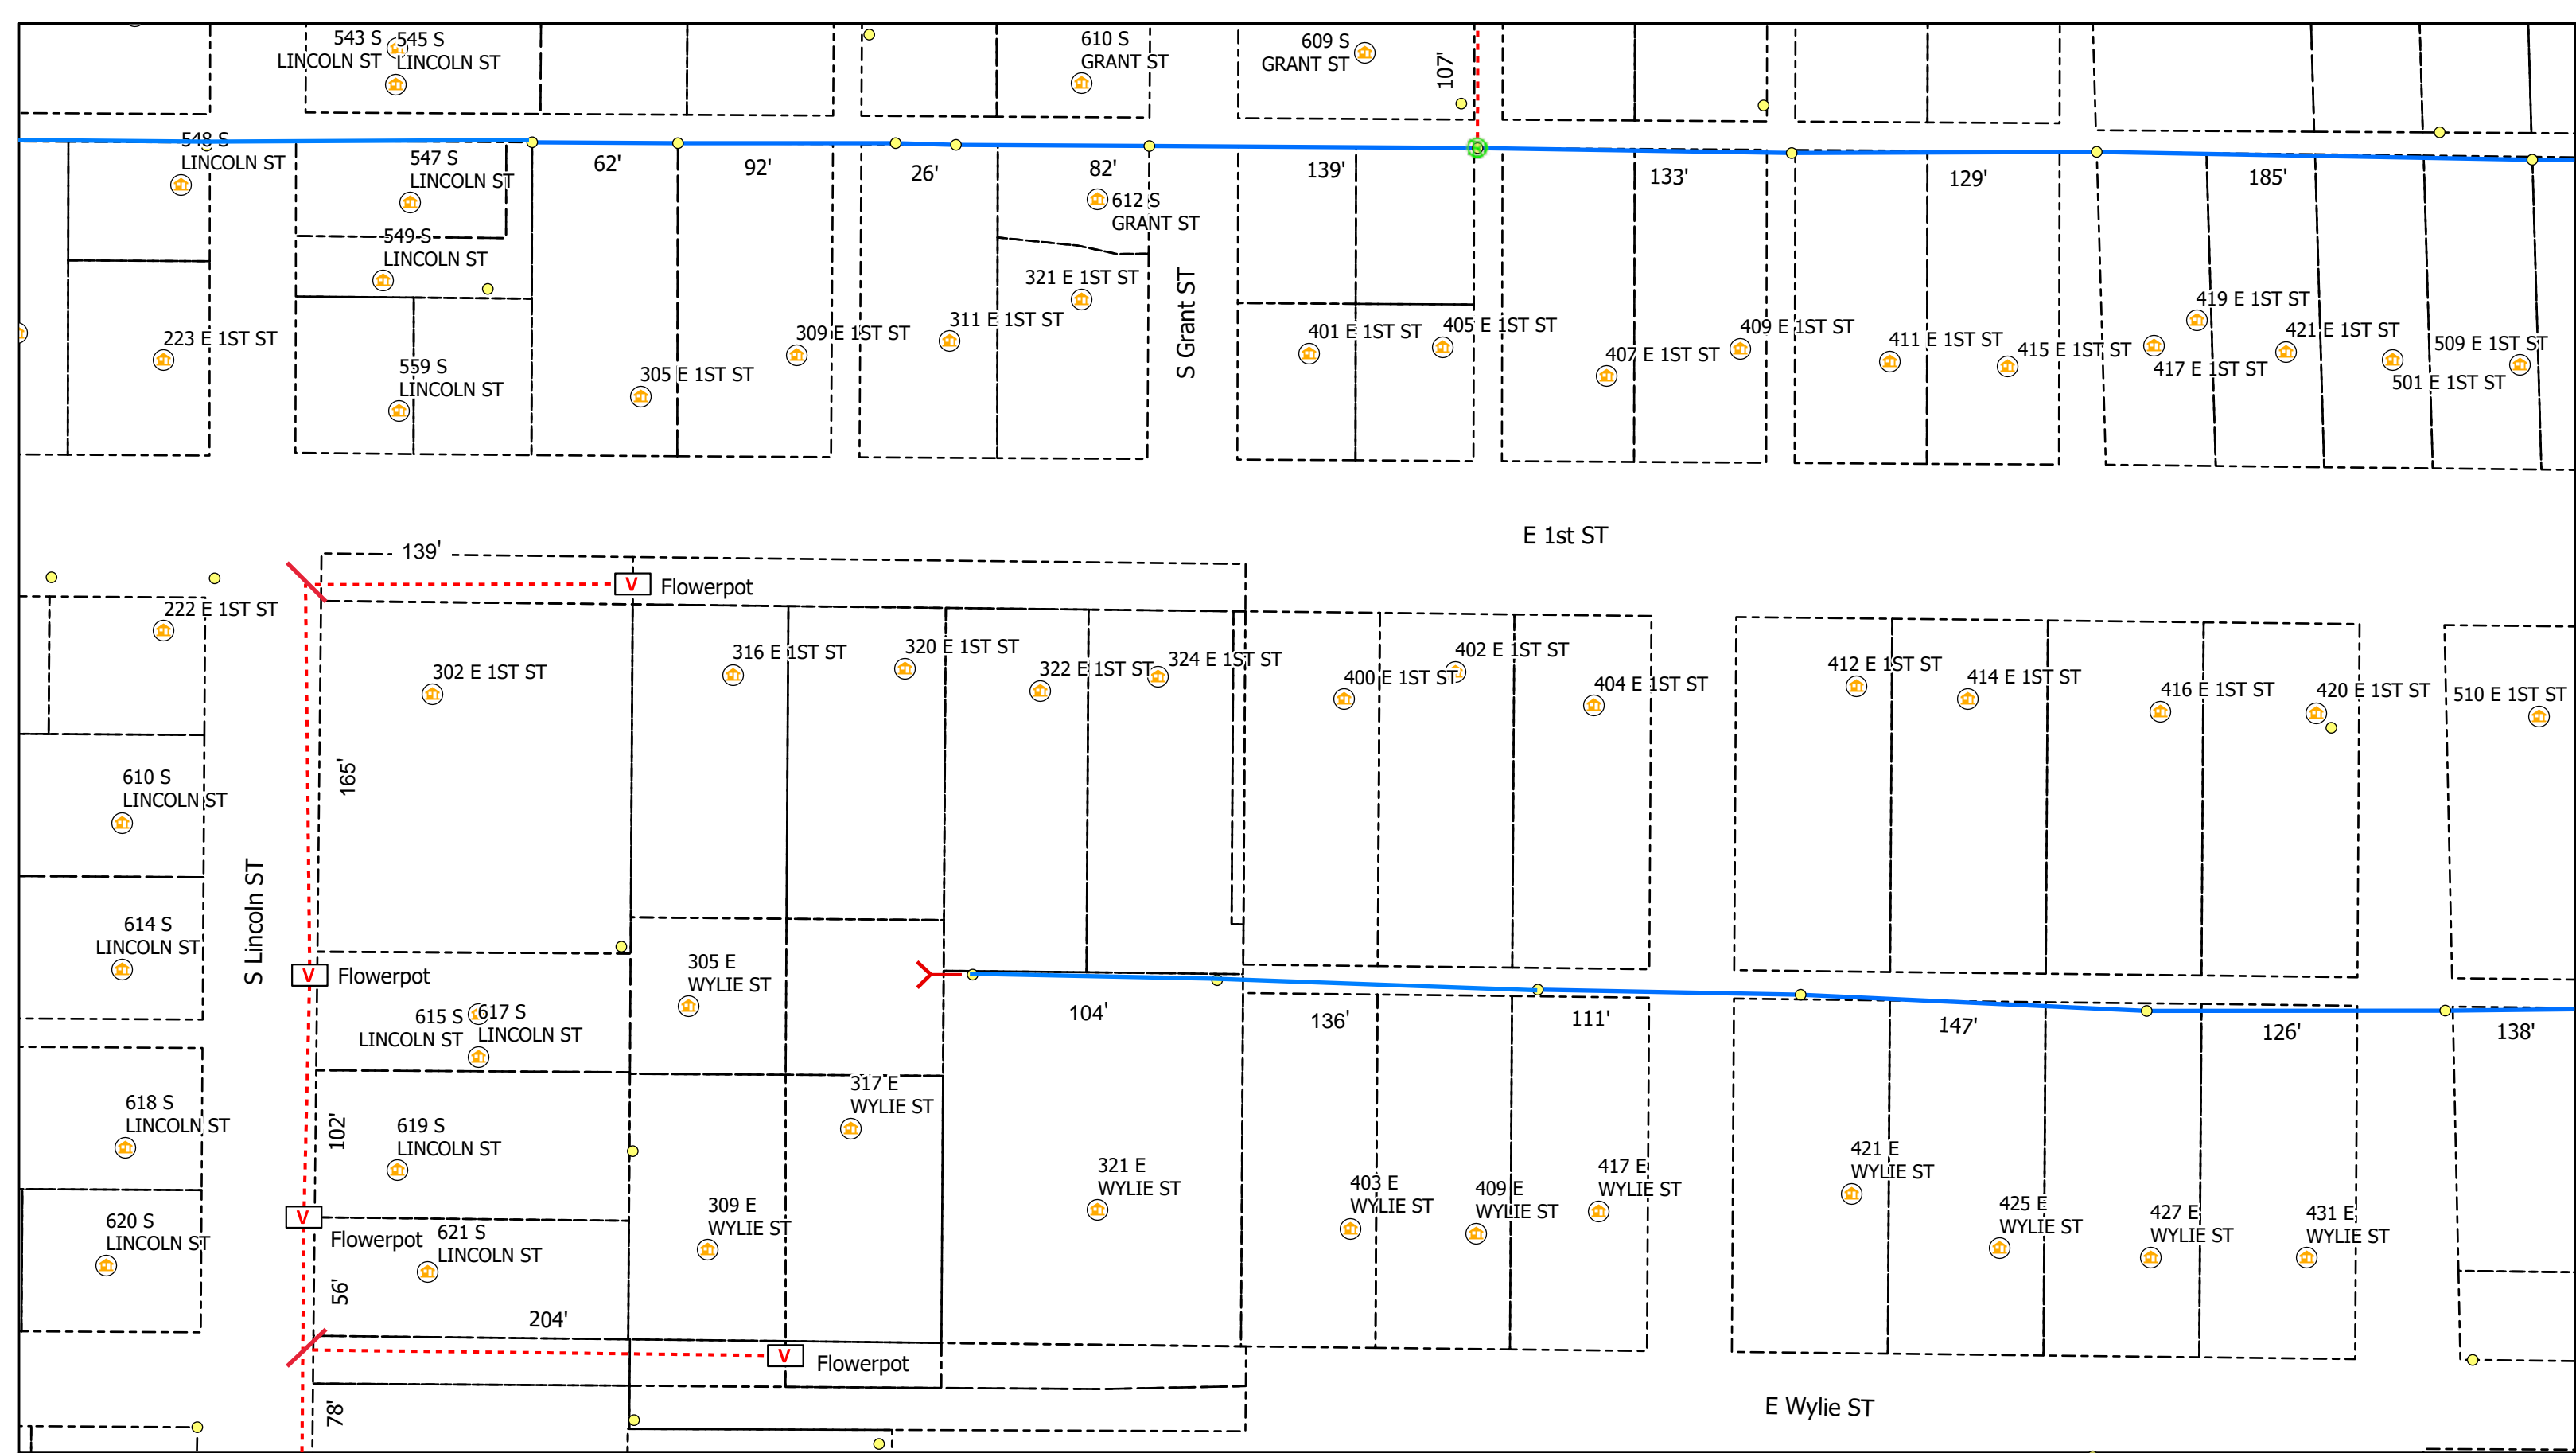 543 S
LINCOLN ST
545 S
LINCOLN ST
610 S
GRANT ST
609 S
GRANT ST
107'
548 S
LINCOLN ST
547 S
LINCOLN ST
62'
92'
26'
82'
139'
133'
129'
185'
612 S
GRANT ST
549 S
LINCOLN ST
321 E 1ST ST
S Grant ST
223 E 1ST ST
559 S
LINCOLN ST
305 E 1ST ST
309 E 1ST ST
311 E 1ST ST
401 E 1ST ST
405 E 1ST ST
407 E 1ST ST
409 E 1ST ST
411 E 1ST ST
415 E 1ST ST
417 E 1ST ST
419 E 1ST ST
421 E 1ST ST
501 E 1ST ST
509 E 1ST ST
E 1st ST
139'
V
Flowerpot
222 E 1ST ST
302 E 1ST ST
316 E 1ST ST
320 E 1ST ST
322 E 1ST ST
324 E 1ST ST
400 E 1ST ST
402 E 1ST ST
404 E 1ST ST
412 E 1ST ST
414 E 1ST ST
416 E 1ST ST
420 E 1ST ST
510 E 1ST ST
165'
610 S
LINCOLN ST
S Lincoln ST
614 S
LINCOLN ST
V
Flowerpot
305 E
WYLIE ST
615 S
LINCOLN ST
617 S
LINCOLN ST
104'
136'
111'
147'
126'
138'
317 E
WYLIE ST
618 S
LINCOLN ST
102'
619 S
LINCOLN ST
321 E
WYLIE ST
403 E
WYLIE ST
409 E
WYLIE ST
417 E
WYLIE ST
421 E
WYLIE ST
425 E
WYLIE ST
427 E
WYLIE ST
431 E
WYLIE ST
620 S
LINCOLN ST
V
Flowerpot
621 S
LINCOLN ST
309 E
WYLIE ST
56'
204'
V
Flowerpot
78'
E Wylie ST